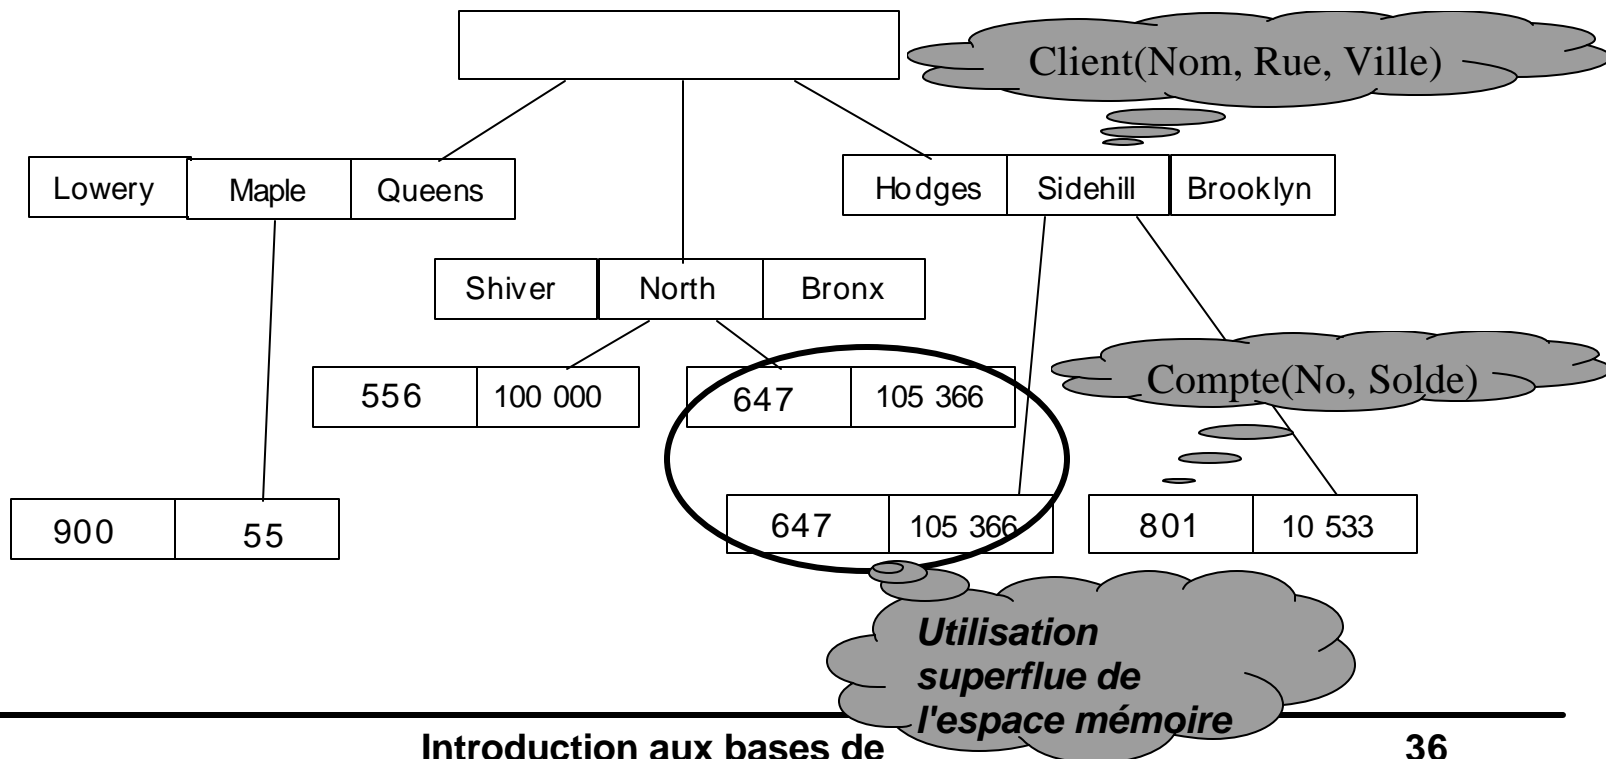 Client(Nom, Rue, Ville)
Lowery Maple Queens
Hodges Sidehill Brooklyn
Shiver North Bronx
Compte(No, Solde)
556 100 000
647 105 366
900 55
647 105 366
801 10 533
Utilisation
superflue de
l'espace mémoire
Introduction aux bases de
36